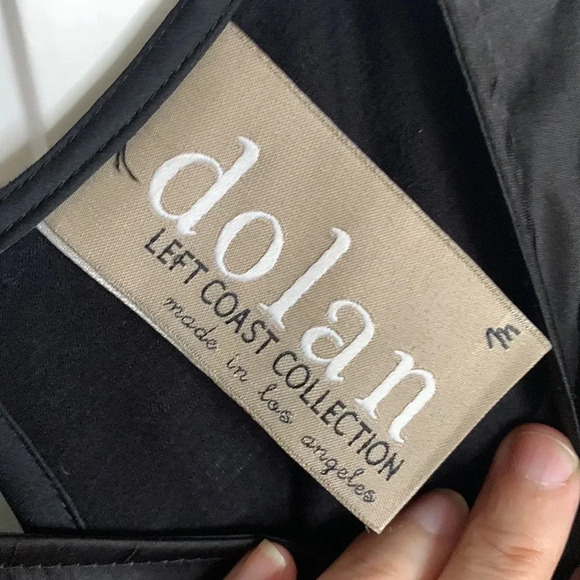 dolan
LEFT COAST COLLECTION
made in los angeles
m